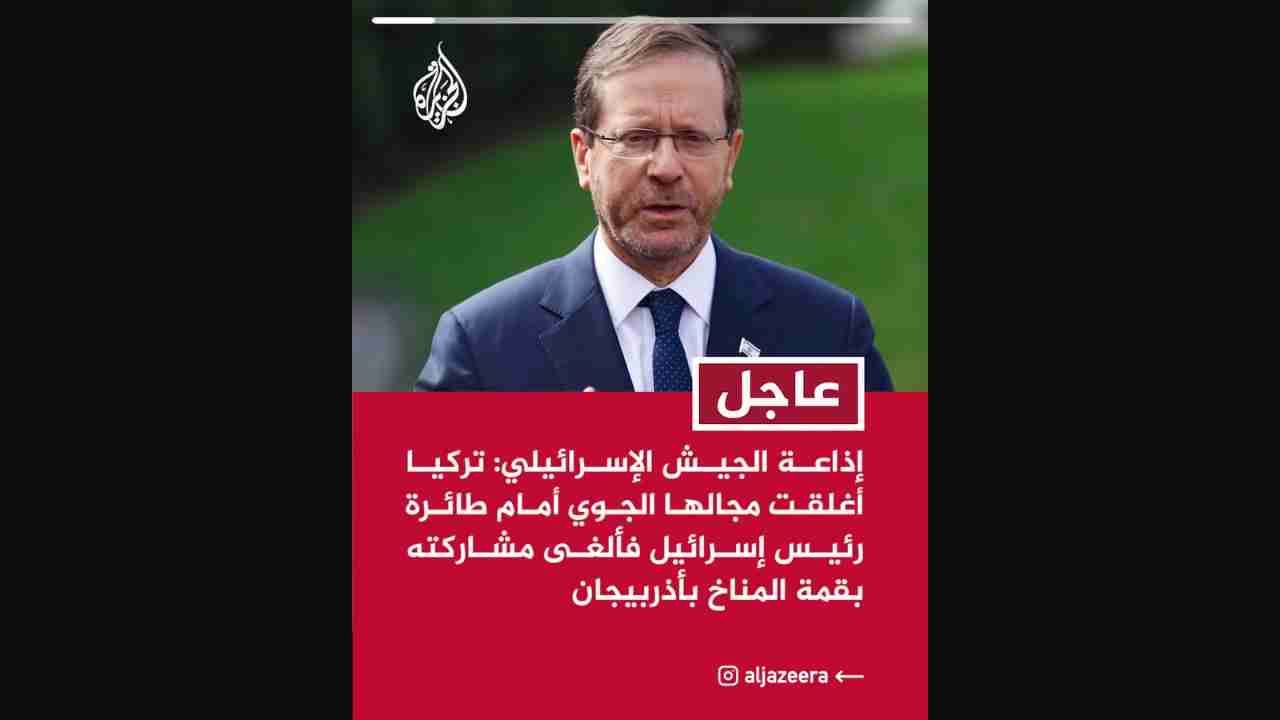 الجزيرة
عاجل
إذاعة الجيش الإسرائيلي: تركيا
أغلقت مجالها الجوي أمام طائرة
رئيس إسرائيل فألغى مشاركته
بقمة المناخ بأذربيجان
aljazeera